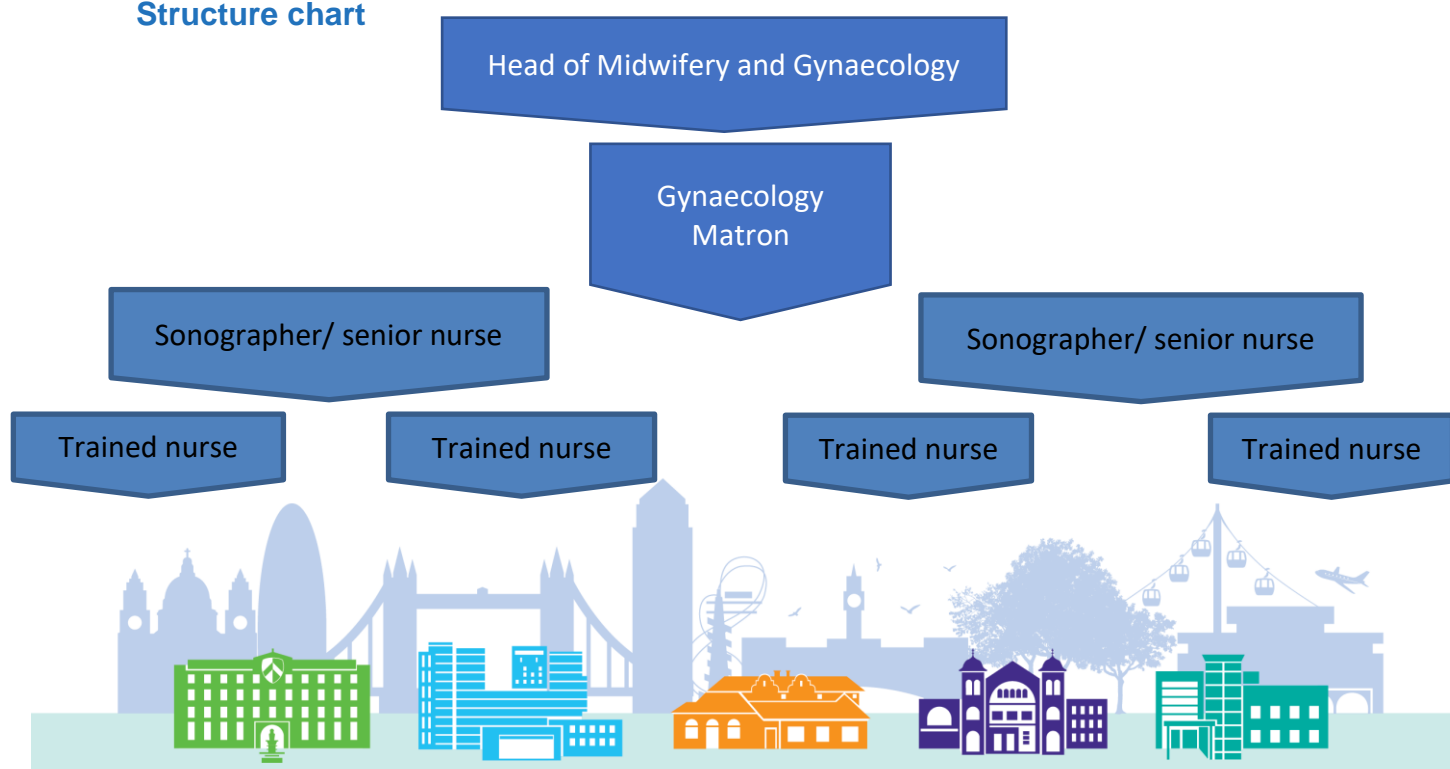 Structure chart
Head of Midwifery and Gynaecology
Gynaecology
Matron
Sonographer/ senior nurse
Sonographer/ senior nurse
Trained nurse
Trained nurse
Trained nurse
Trained nurse